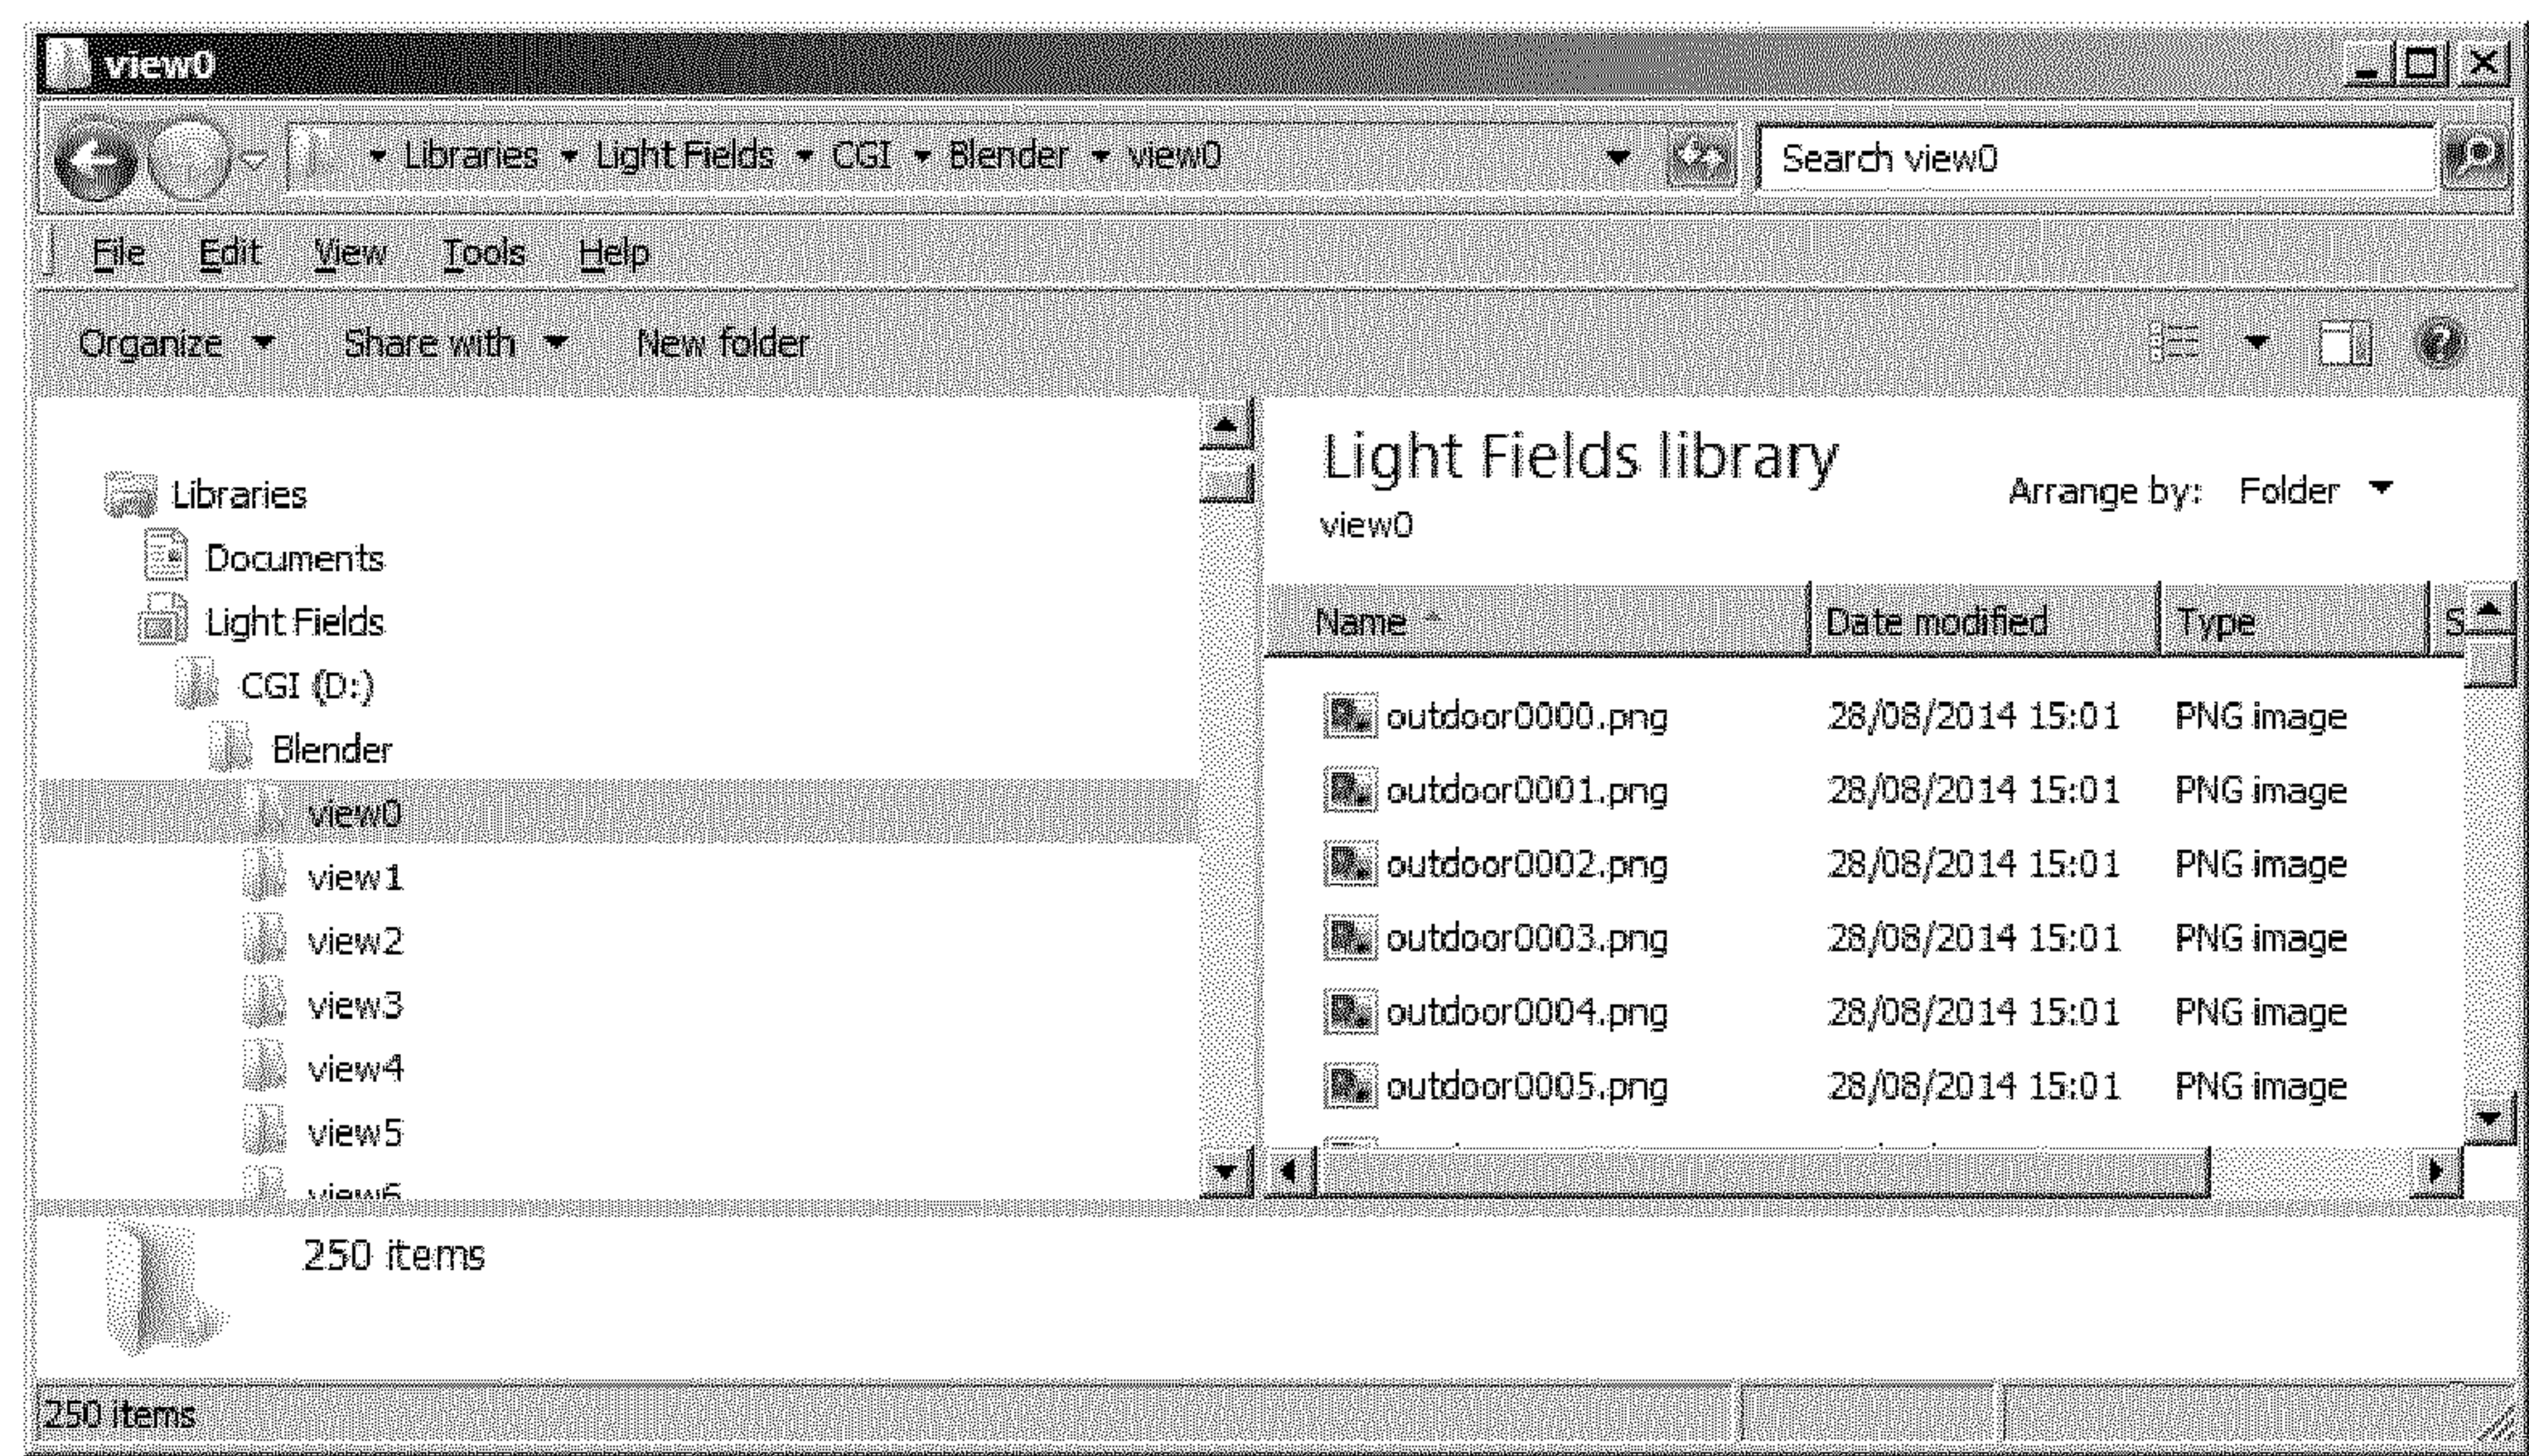 view0
Libraries Light Fields CGI Blender view0 Search view0
File Edit View Tools Help
Organize Share with New folder
Libraries
Documents
Light Fields
CGI (D:)
Blender
view0
view1
view2
view3
view4
view5
view6
Light Fields library
view0
Arrange by: Folder
Name Date modified Type S
outdoor0000.png 28/08/2014 15:01 PNG image
outdoor0001.png 28/08/2014 15:01 PNG image
outdoor0002.png 28/08/2014 15:01 PNG image
outdoor0003.png 28/08/2014 15:01 PNG image
outdoor0004.png 28/08/2014 15:01 PNG image
outdoor0005.png 28/08/2014 15:01 PNG image
250 items
250 items